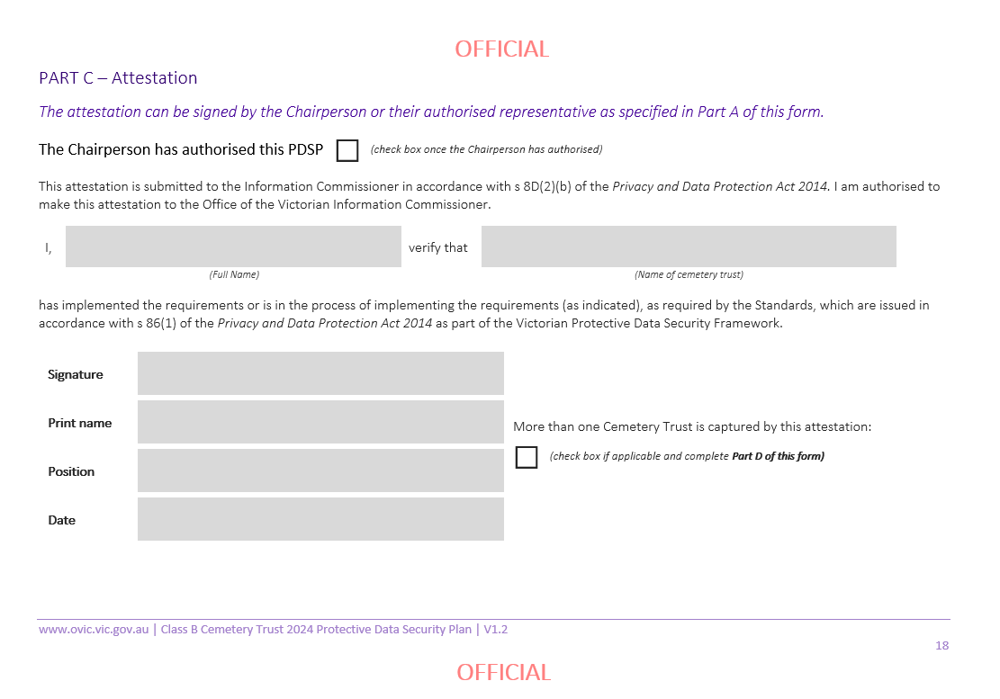 OFFICIAL
PART C – Attestation
The attestation can be signed by the Chairperson or their authorised representative as specified in Part A of this form.
The Chairperson has authorised this PDSP (check box once the Chairperson has authorised)
This attestation is submitted to the Information Commissioner in accordance with s 8D(2)(b) of the Privacy and Data Protection Act 2014. I am authorised to
make this attestation to the Office of the Victorian Information Commissioner.
I, verify that
(Full Name) (Name of cemetery trust)
has implemented the requirements or is in the process of implementing the requirements (as indicated), as required by the Standards, which are issued in
accordance with s 86(1) of the Privacy and Data Protection Act 2014 as part of the Victorian Protective Data Security Framework.
Signature
Print name
Position
Date
More than one Cemetery Trust is captured by this attestation:
(check box if applicable and complete Part D of this form)
www.ovic.vic.gov.au | Class B Cemetery Trust 2024 Protective Data Security Plan | V1.2
18
OFFICIAL